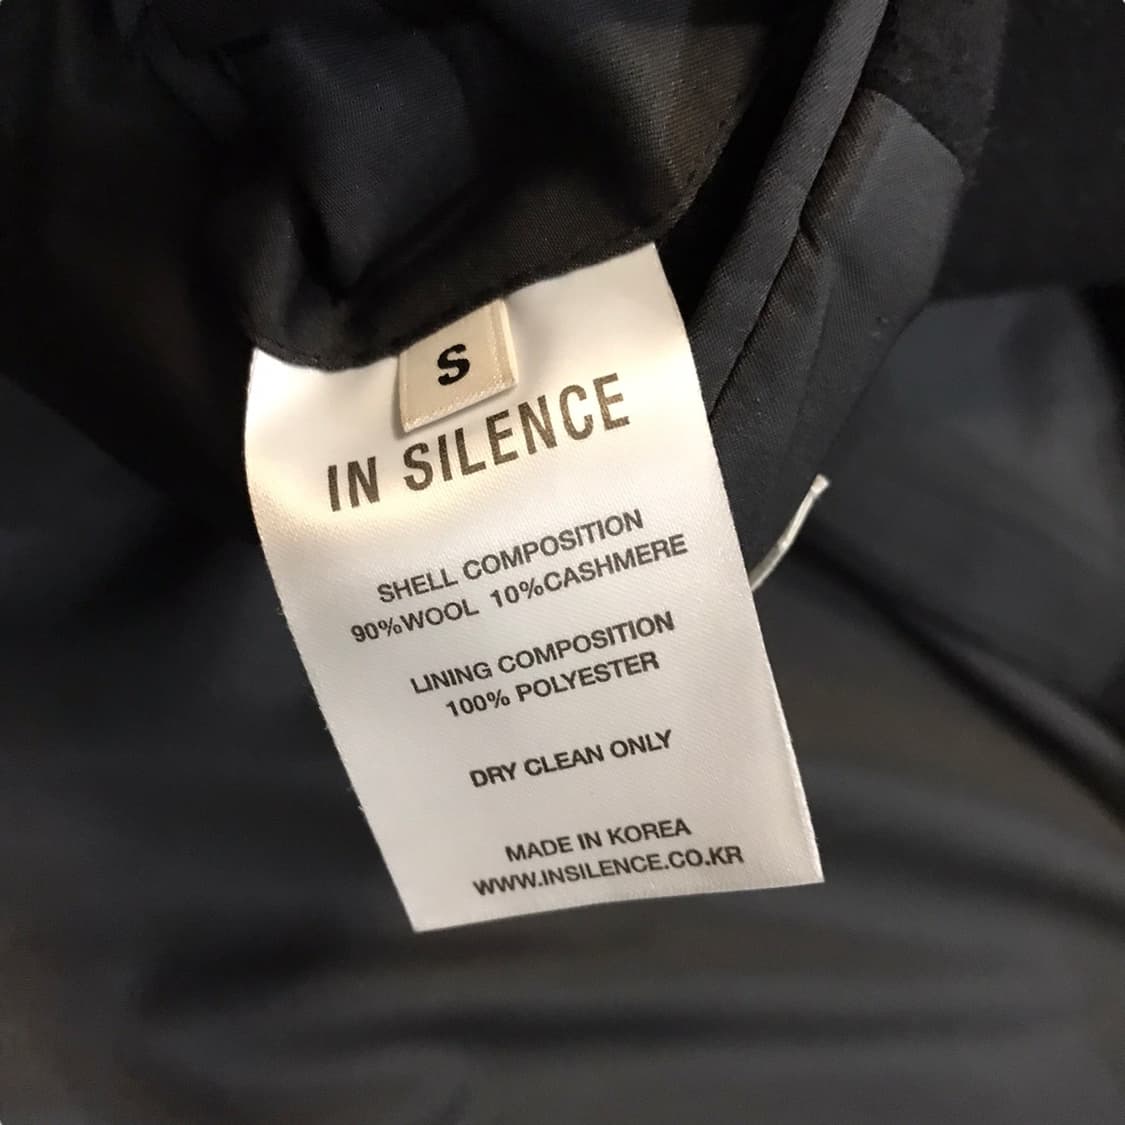 S
IN SILENCE
SHELL COMPOSITION
90%WOOL 10%CASHMERE
LINING COMPOSITION
100% POLYESTER
DRY CLEAN ONLY
MADE IN KOREA
WWW.INSILENCE.CO.KR